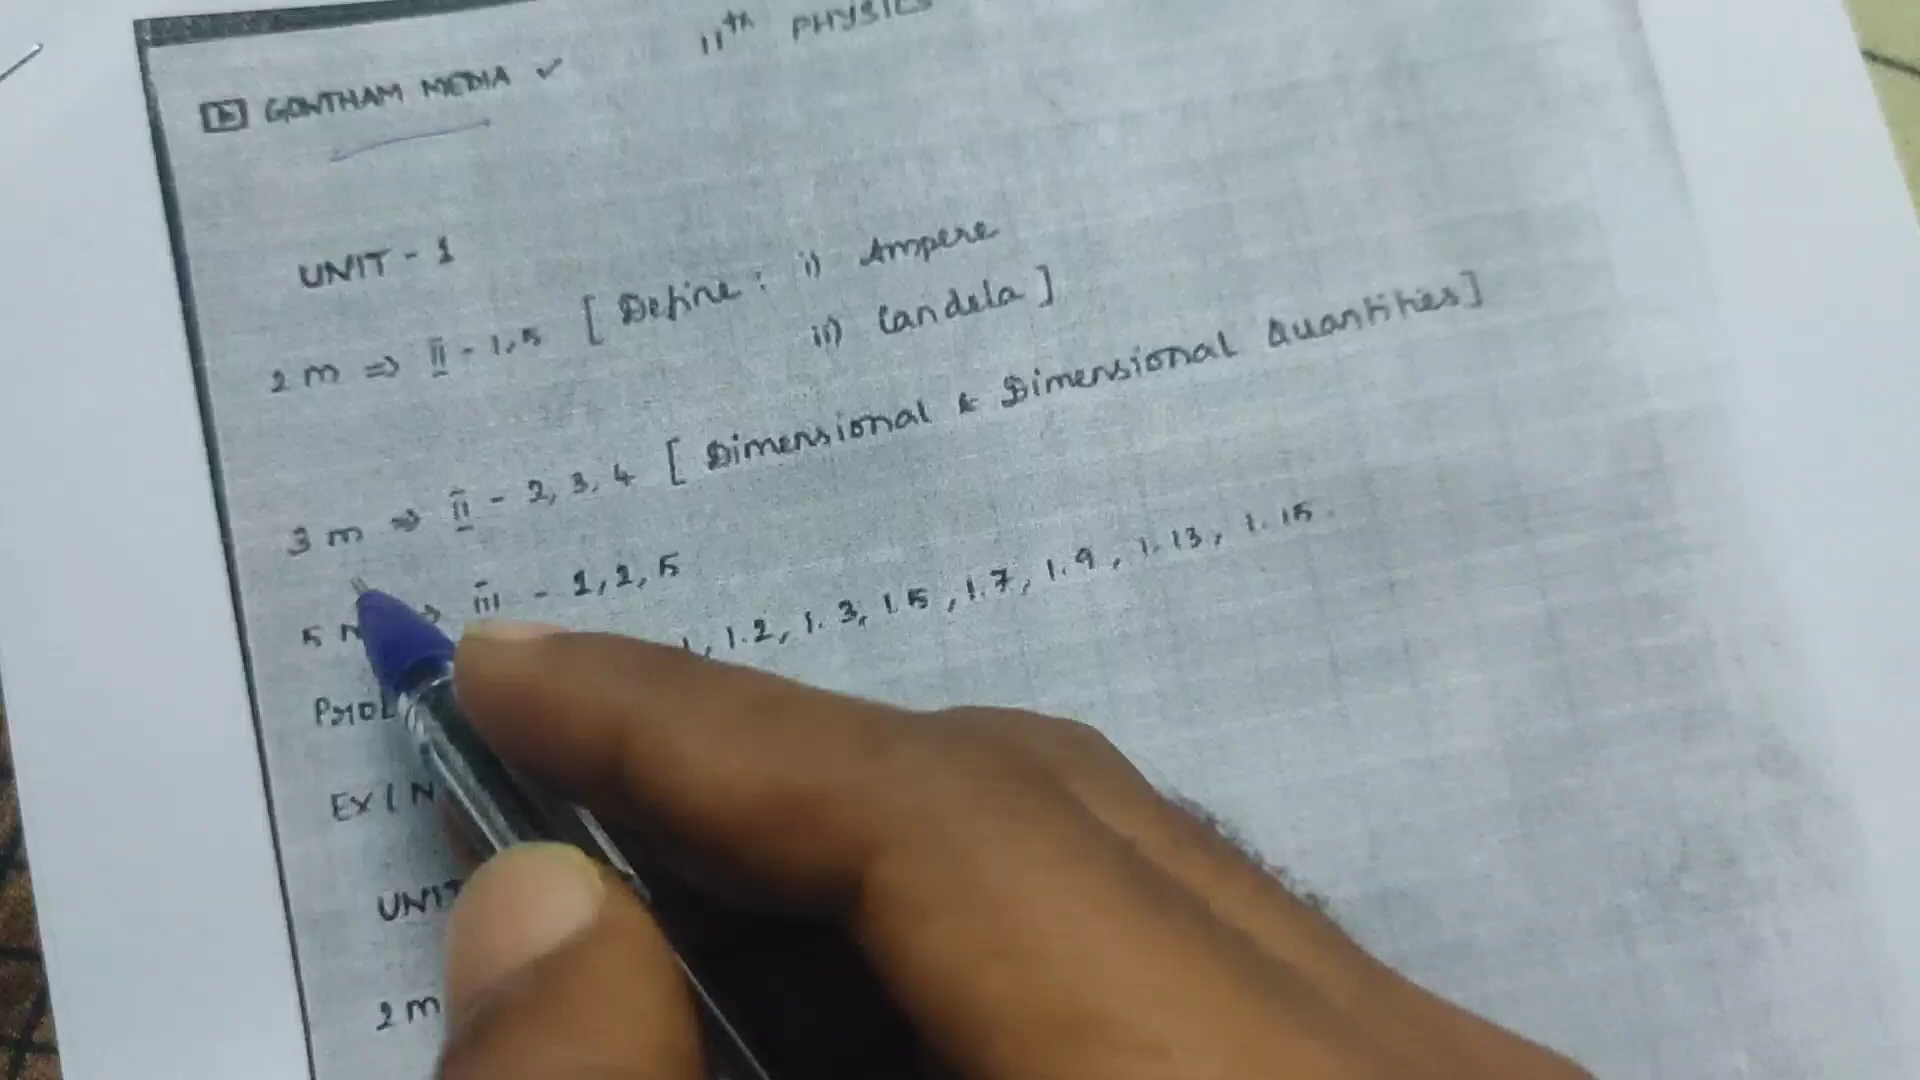 11th PHYSICS
GOWTHAM MEDIA ✓
UNIT - 1
2 m ⇒ II - 1, 5 [ Define : i) Ampere
ii) Candela ]
3 m ⇒ II - 2, 3, 4 [ Dimensional & Dimensional Quantities ]
5 m ⇒ III - 1, 2, 5
1.2, 1.3, 1.5, 1.7, 1.9, 1.13, 1.15.
EX
UNIT
2 m